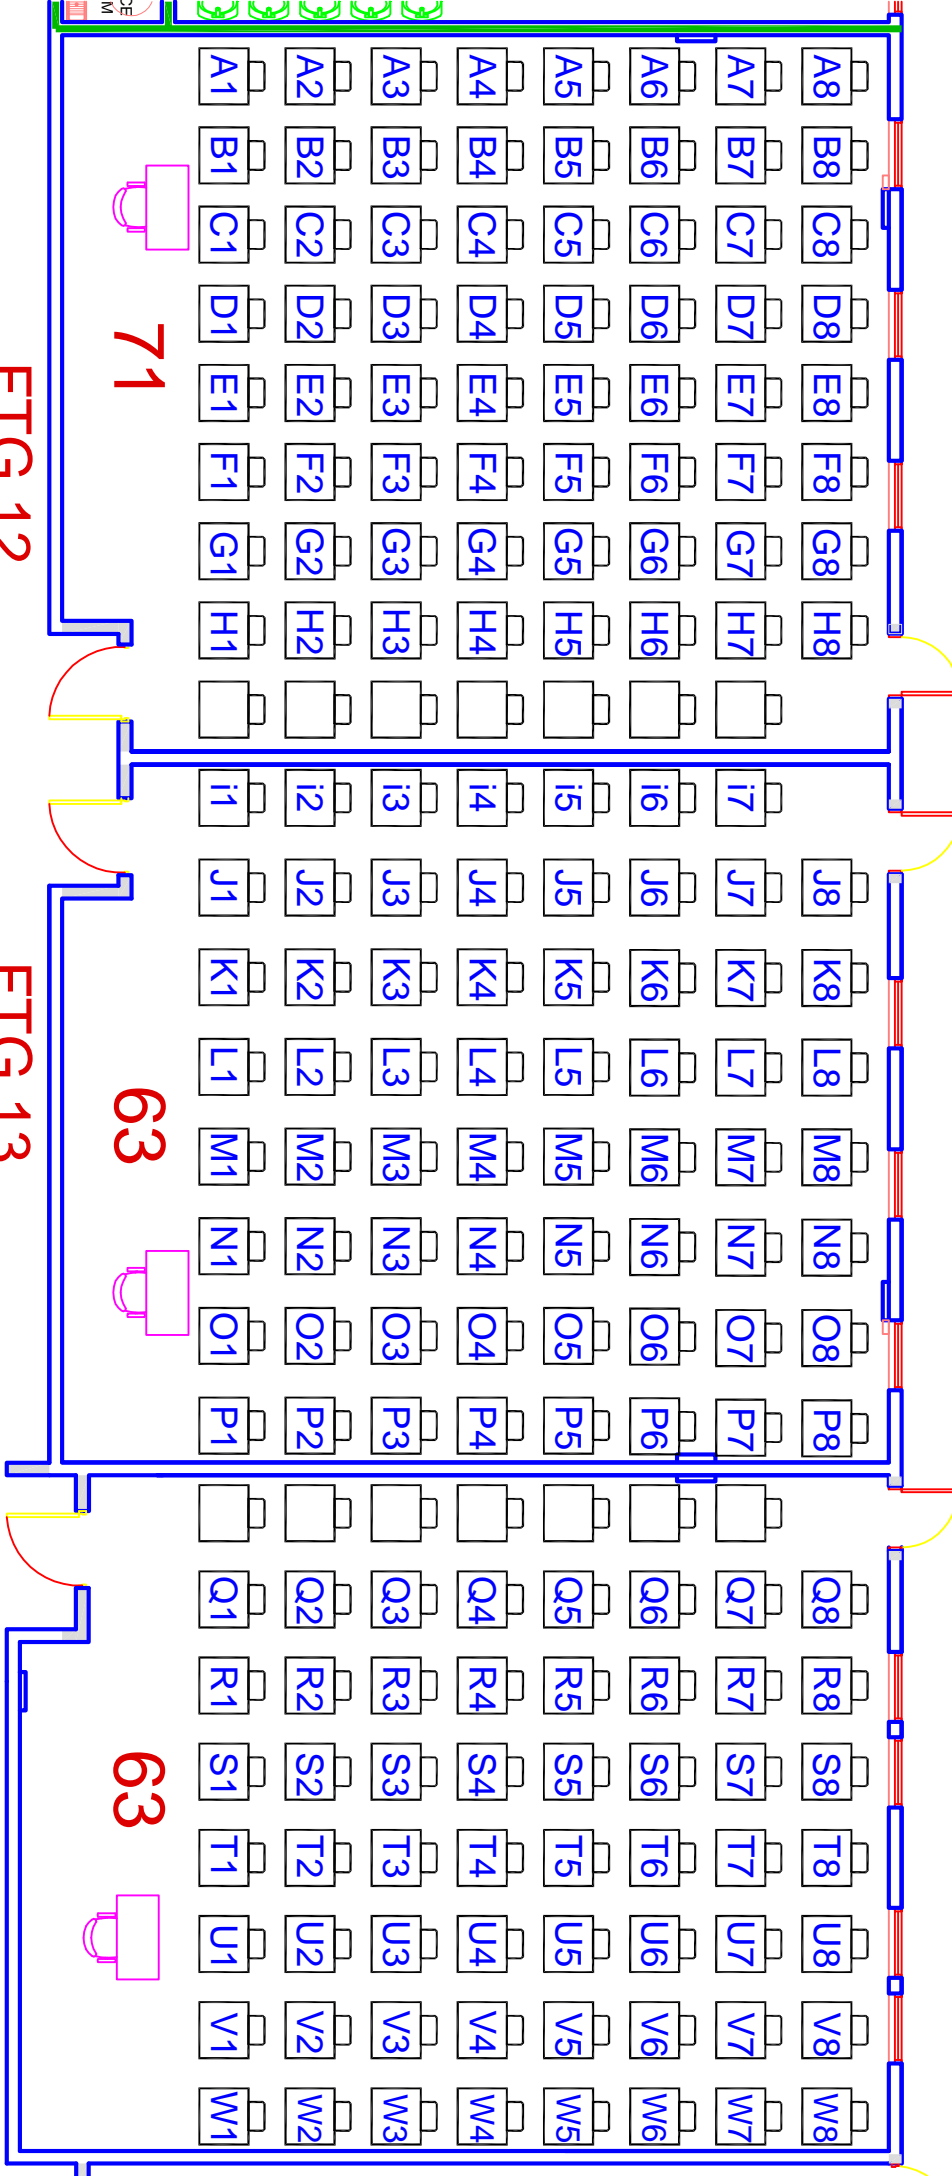 CE
M
A1 A2 A3 A4 A5 A6 A7 A8
B1 B2 B3 B4 B5 B6 B7 B8
C1 C2 C3 C4 C5 C6 C7 C8
D1 D2 D3 D4 D5 D6 D7 D8
71
E1 E2 E3 E4 E5 E6 E7 E8
FTG 12
F1 F2 F3 F4 F5 F6 F7 F8
G1 G2 G3 G4 G5 G6 G7 G8
H1 H2 H3 H4 H5 H6 H7 H8
i1 i2 i3 i4 i5 i6 i7
J1 J2 J3 J4 J5 J6 J7 J8
K1 K2 K3 K4 K5 K6 K7 K8
FTG 13
L1 L2 L3 L4 L5 L6 L7 L8
63
M1 M2 M3 M4 M5 M6 M7 M8
N1 N2 N3 N4 N5 N6 N7 N8
O1 O2 O3 O4 O5 O6 O7 O8
P1 P2 P3 P4 P5 P6 P7 P8
Q1 Q2 Q3 Q4 Q5 Q6 Q7 Q8
R1 R2 R3 R4 R5 R6 R7 R8
S1 S2 S3 S4 S5 S6 S7 S8
63
T1 T2 T3 T4 T5 T6 T7 T8
U1 U2 U3 U4 U5 U6 U7 U8
V1 V2 V3 V4 V5 V6 V7 V8
W1 W2 W3 W4 W5 W6 W7 W8